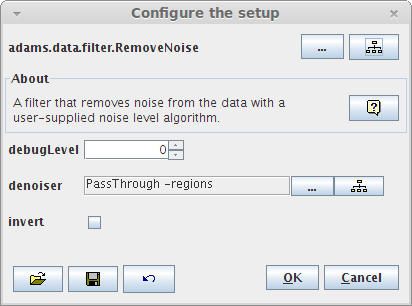 Configure the setup
adams.data.filter.RemoveNoise
...
About
A filter that removes noise from the data with a
user-supplied noise level algorithm.
?
debugLevel 0
denoiser PassThrough -regions ...
invert
OK Cancel